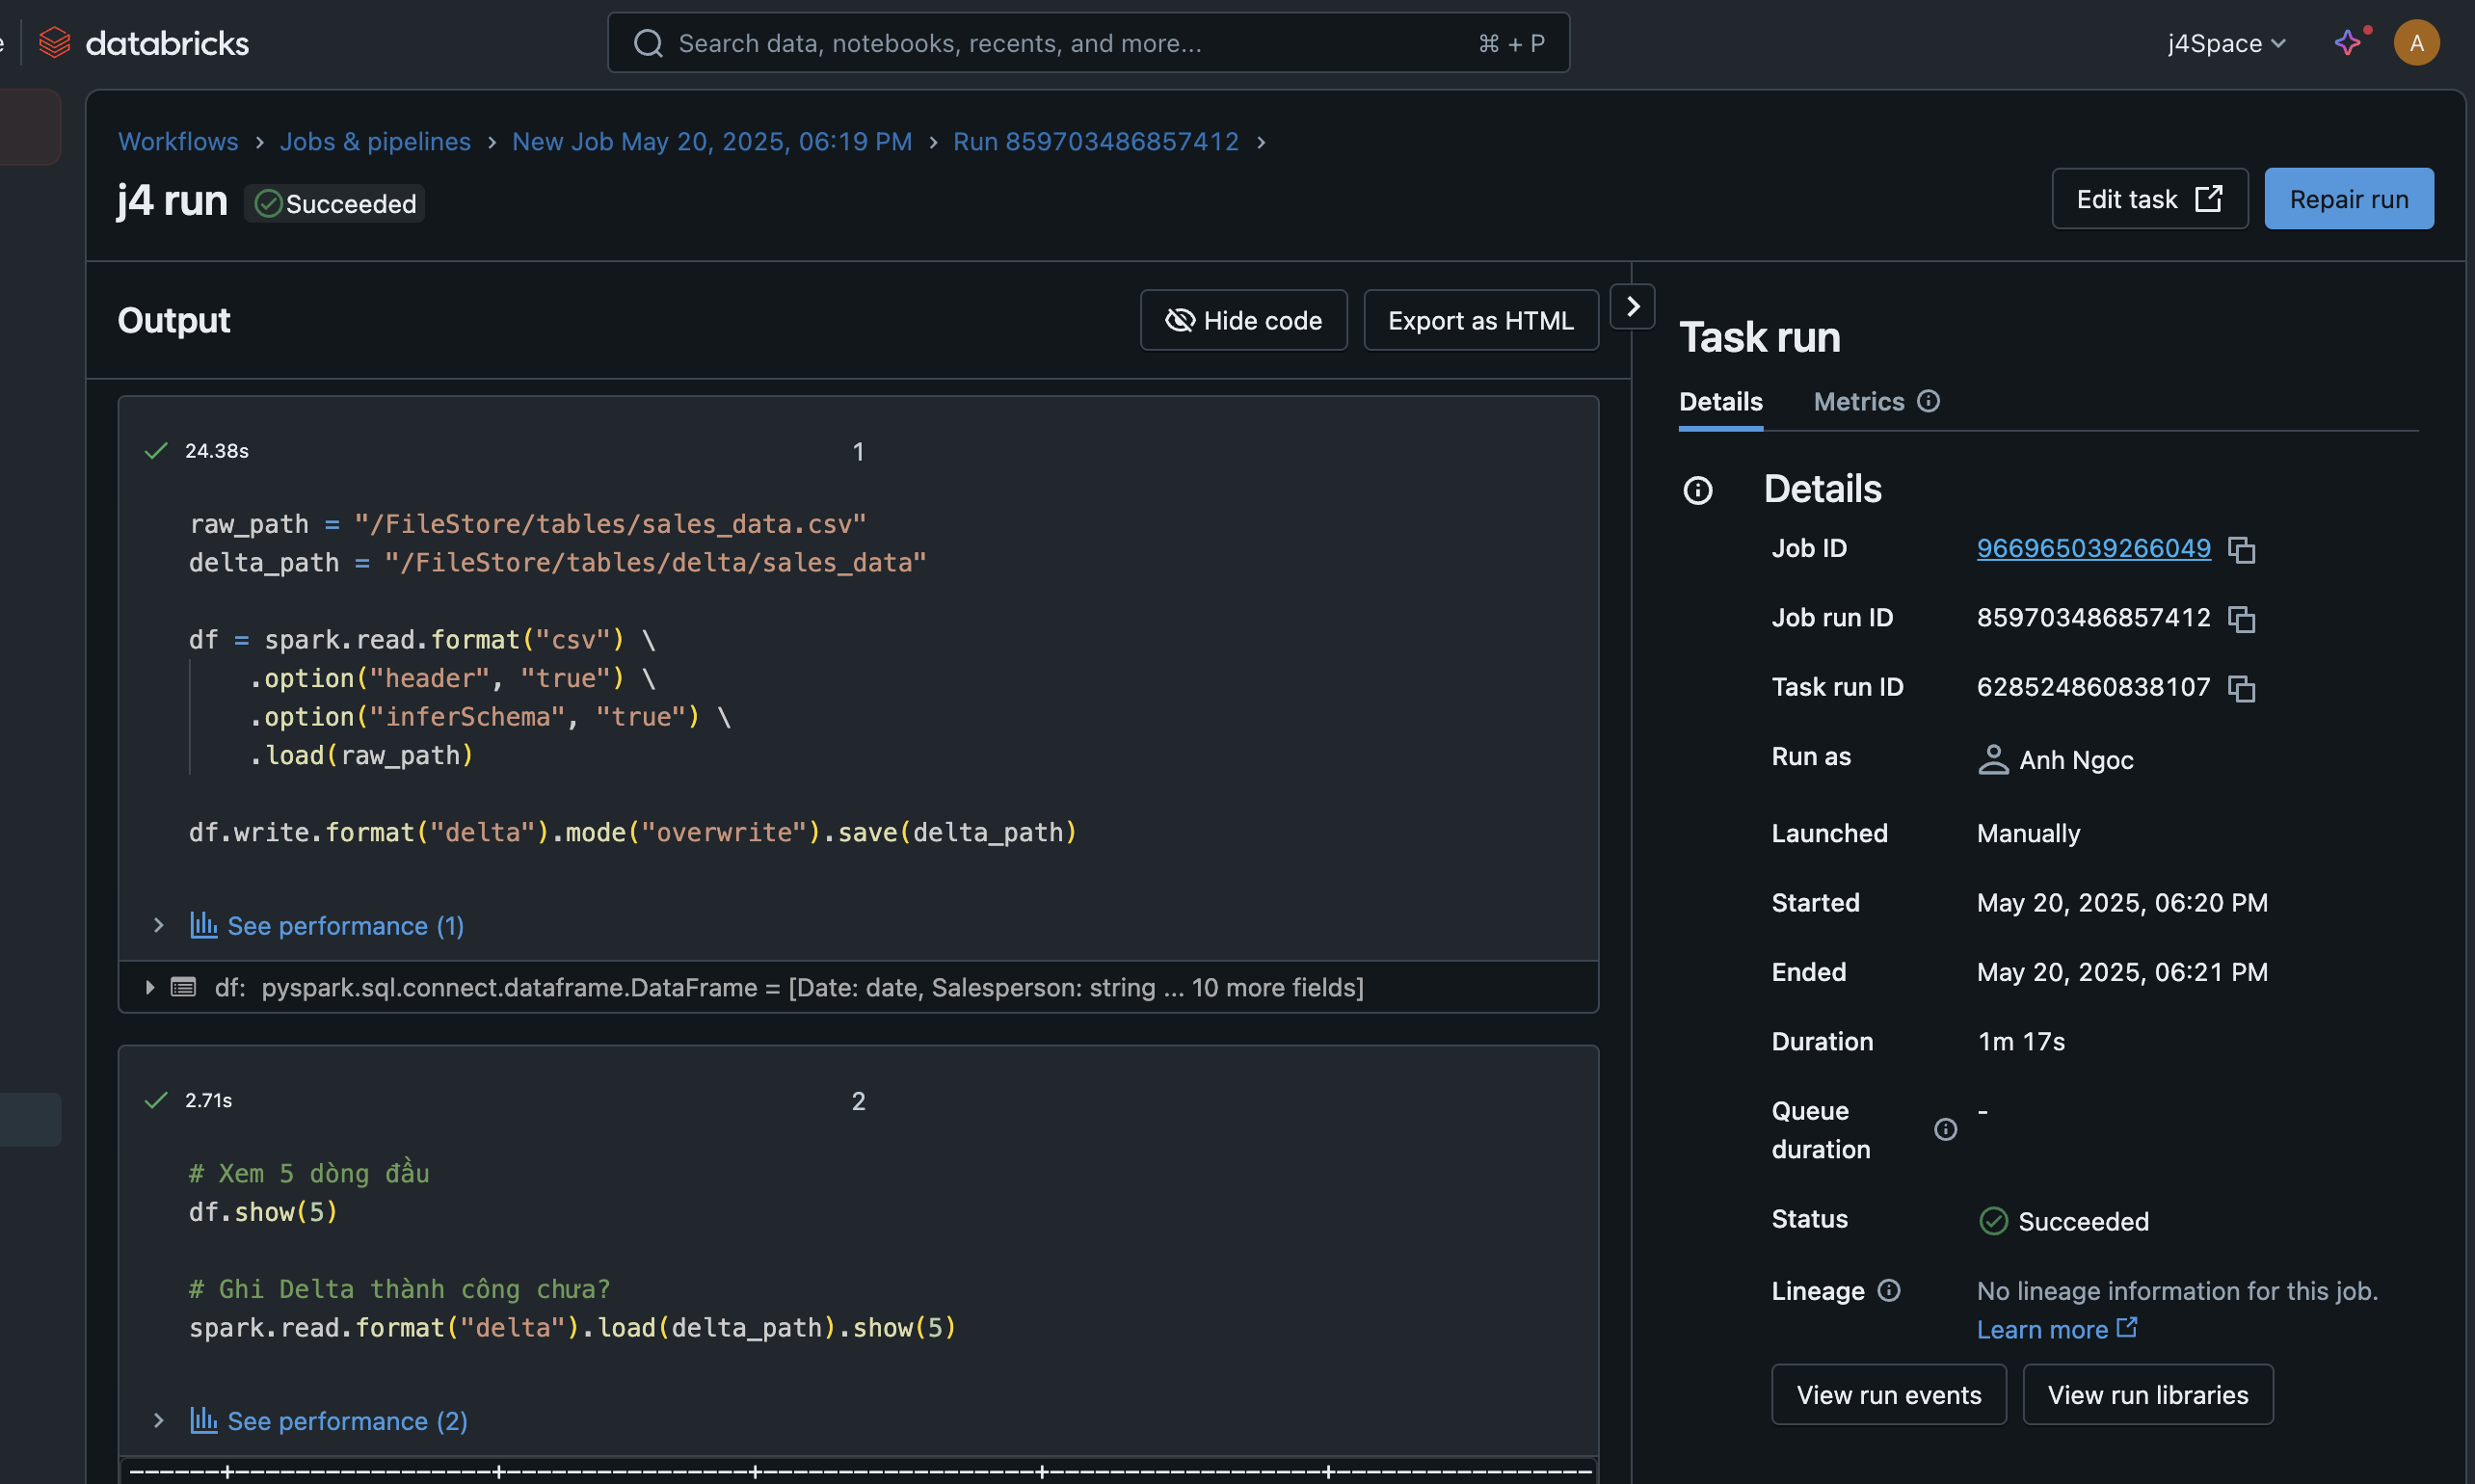 databricks
Search data, notebooks, recents, and more...
⌘ + P
j4Space
A
Workflows > Jobs & pipelines > New Job May 20, 2025, 06:19 PM > Run 859703486857412 >
j4 run
Succeeded
Edit task
Repair run
Output
Hide code
Export as HTML
24.38s
1
raw_path = "/FileStore/tables/sales_data.csv"
delta_path = "/FileStore/tables/delta/sales_data"
df = spark.read.format("csv") \
.option("header", "true") \
.option("inferSchema", "true") \
.load(raw_path)
df.write.format("delta").mode("overwrite").save(delta_path)
See performance (1)
df: pyspark.sql.connect.dataframe.DataFrame = [Date: date, Salesperson: string ... 10 more fields]
2.71s
2
# Xem 5 dòng đầu
df.show(5)
# Ghi Delta thành công chưa?
spark.read.format("delta").load(delta_path).show(5)
See performance (2)
Task run
Details
Metrics
Details
Job ID 966965039266049
Job run ID 859703486857412
Task run ID 628524860838107
Run as Anh Ngoc
Launched Manually
Started May 20, 2025, 06:20 PM
Ended May 20, 2025, 06:21 PM
Duration 1m 17s
Queue duration -
Status Succeeded
Lineage No lineage information for this job.
Learn more
View run events
View run libraries